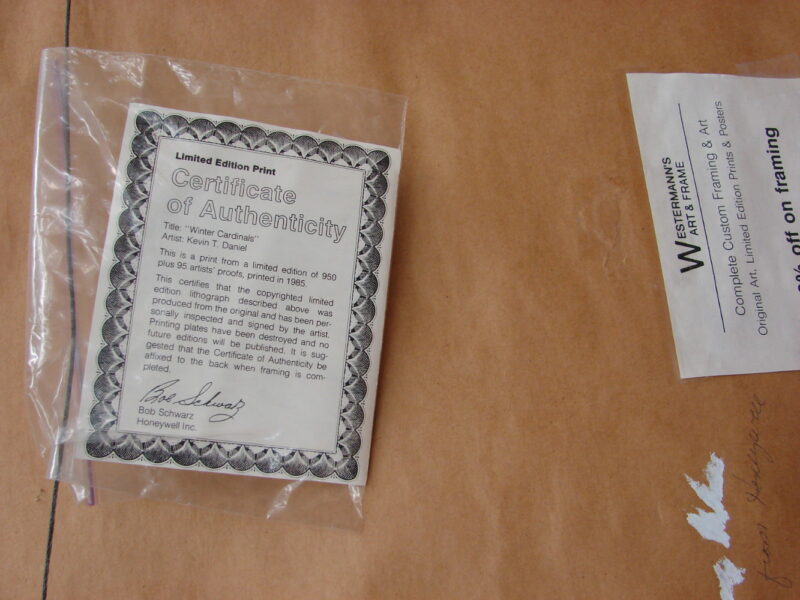 Limited Edition Print
Certificate
of Authenticity
Title: "Winter Cardinals"
Artist: Kevin T. Daniel
This is a print from a limited edition of 950
plus 95 artists' proofs, printed in 1985.
This certifies that the copyrighted limited
edition lithograph described above was
produced from the original and has been per-
sonally inspected and signed by the artist.
Printing plates have been destroyed and no
future editions will be published. It is sug-
gested that the Certificate of Authenticity be
affixed to the back when framing is com-
pleted.
Bob Schwarz
Bob Schwarz
Honeywell Inc.
WESTERMANN'S
ART & FRAME
Complete Custom Framing & Art
Original Art, Limited Edition Prints & Posters
% off on framing
from